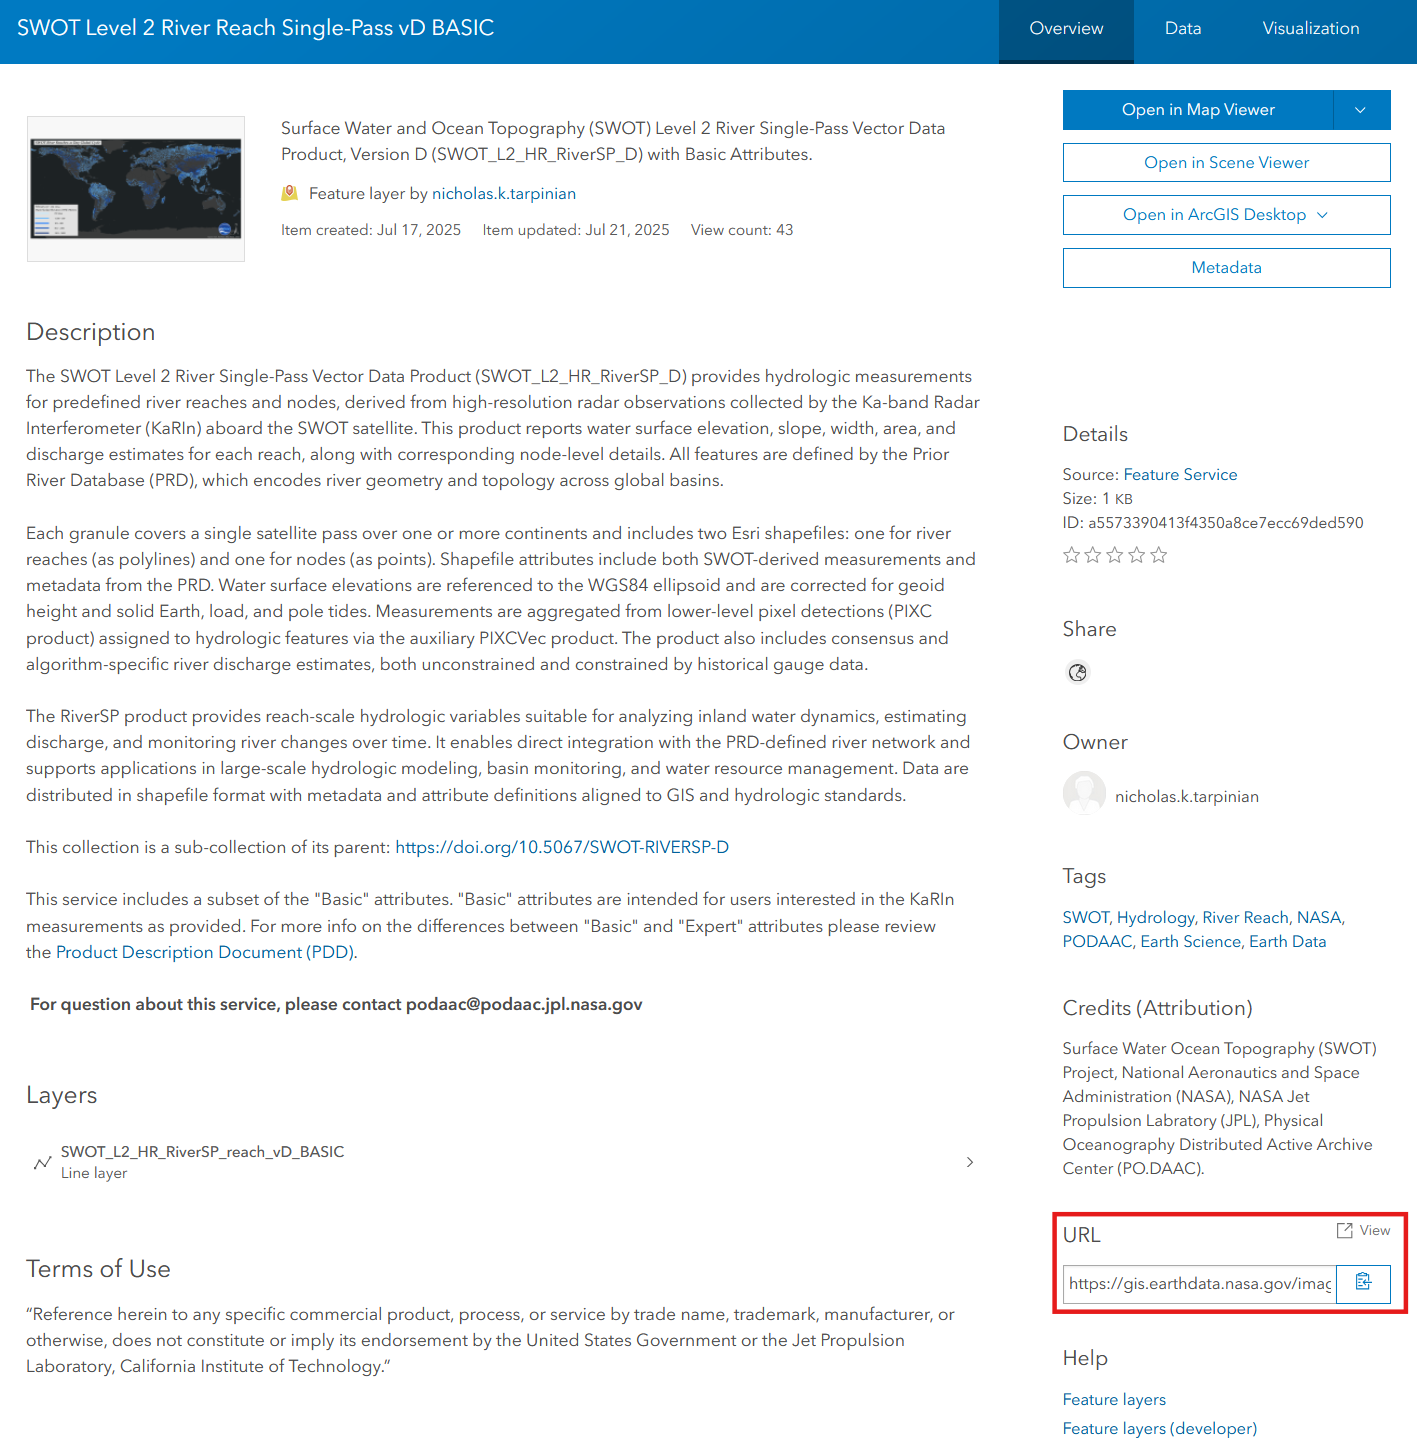 SWOT Level 2 River Reach Single-Pass vD BASIC
Overview
Data
Visualization
Surface Water and Ocean Topography (SWOT) Level 2 River Single-Pass Vector Data
Product, Version D (SWOT_L2_HR_RiverSP_D) with Basic Attributes.
Feature layer by nicholas.k.tarpinian
Item created: Jul 17, 2025 Item updated: Jul 21, 2025 View count: 43
Open in Map Viewer
Open in Scene Viewer
Open in ArcGIS Desktop
Metadata
Description
The SWOT Level 2 River Single-Pass Vector Data Product (SWOT_L2_HR_RiverSP_D) provides hydrologic measurements
for predefined river reaches and nodes, derived from high-resolution radar observations collected by the Ka-band Radar
Interferometer (KaRIn) aboard the SWOT satellite. This product reports water surface elevation, slope, width, area, and
discharge estimates for each reach, along with corresponding node-level details. All features are defined by the Prior
River Database (PRD), which encodes river geometry and topology across global basins.
Each granule covers a single satellite pass over one or more continents and includes two Esri shapefiles: one for river
reaches (as polylines) and one for nodes (as points). Shapefile attributes include both SWOT-derived measurements and
metadata from the PRD. Water surface elevations are referenced to the WGS84 ellipsoid and are corrected for geoid
height and solid Earth, load, and pole tides. Measurements are aggregated from lower-level pixel detections (PIXC
product) assigned to hydrologic features via the auxiliary PIXCVec product. The product also includes consensus and
algorithm-specific river discharge estimates, both unconstrained and constrained by historical gauge data.
The RiverSP product provides reach-scale hydrologic variables suitable for analyzing inland water dynamics, estimating
discharge, and monitoring river changes over time. It enables direct integration with the PRD-defined river network and
supports applications in large-scale hydrologic modeling, basin monitoring, and water resource management. Data are
distributed in shapefile format with metadata and attribute definitions aligned to GIS and hydrologic standards.
This collection is a sub-collection of its parent: https://doi.org/10.5067/SWOT-RIVERSP-D
This service includes a subset of the "Basic" attributes. "Basic" attributes are intended for users interested in the KaRIn
measurements as provided. For more info on the differences between "Basic" and "Expert" attributes please review
the Product Description Document (PDD).
For question about this service, please contact podaac@podaac.jpl.nasa.gov
Layers
SWOT_L2_HR_RiverSP_reach_vD_BASIC
Line layer
Terms of Use
“Reference herein to any specific commercial product, process, or service by trade name, trademark, manufacturer, or
otherwise, does not constitute or imply its endorsement by the United States Government or the Jet Propulsion
Laboratory, California Institute of Technology.”
Details
Source: Feature Service
Size: 1 KB
ID: a5573390413f4350a8ce7ecc69ded590
Share
Owner
nicholas.k.tarpinian
Tags
SWOT, Hydrology, River Reach, NASA,
PODAAC, Earth Science, Earth Data
Credits (Attribution)
Surface Water Ocean Topography (SWOT)
Project, National Aeronautics and Space
Administration (NASA), NASA Jet
Propulsion Labratory (JPL), Physical
Oceanography Distributed Active Archive
Center (PO.DAAC).
URL
View
https://gis.earthdata.nasa.gov/imag
Help
Feature layers
Feature layers (developer)